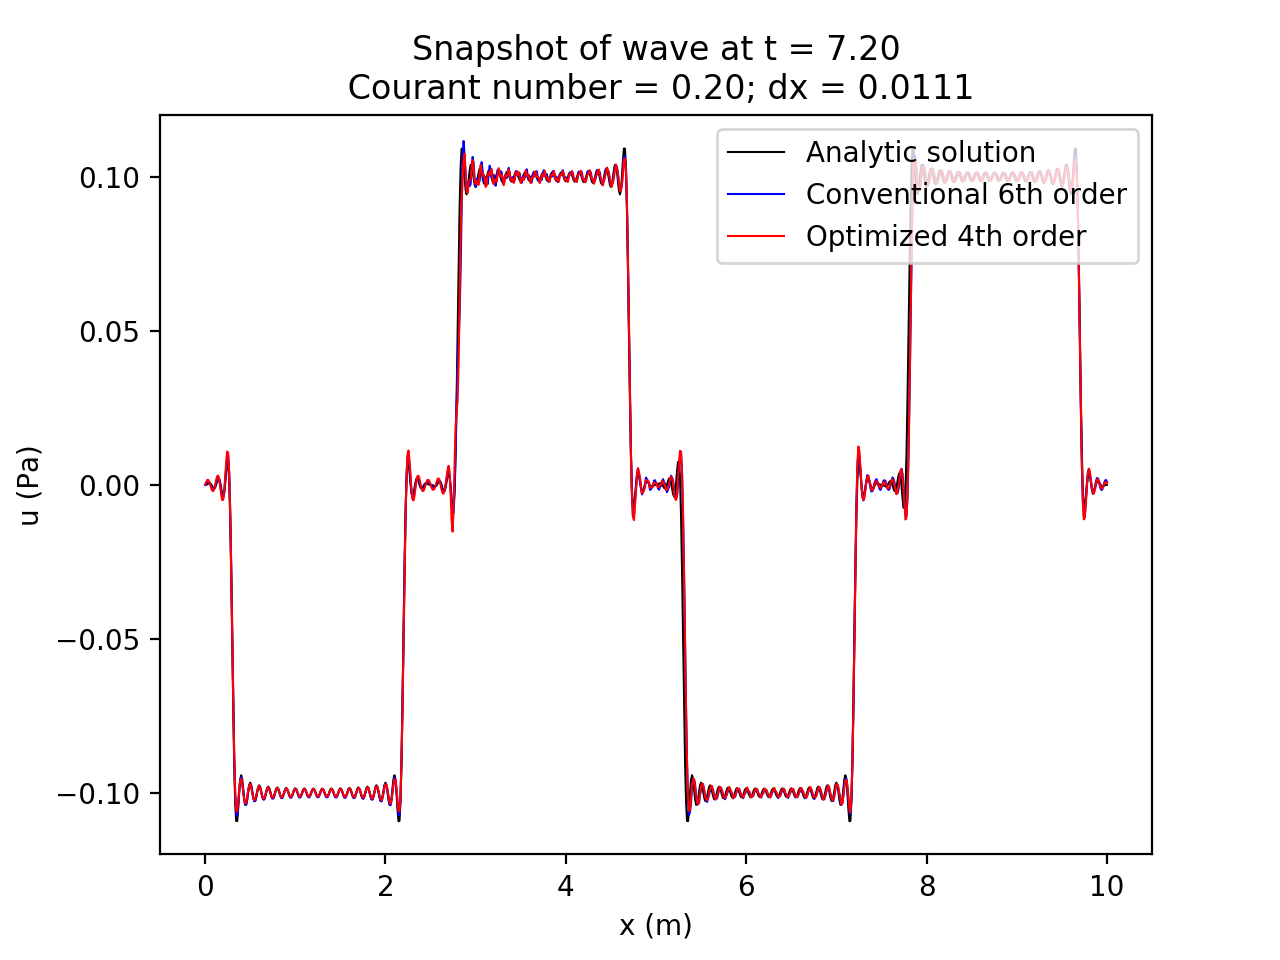 Snapshot of wave at t = 7.20
Courant number = 0.20; dx = 0.0111
Analytic solution
Conventional 6th order
Optimized 4th order
0.10
0.05
0.00
−0.05
−0.10
u (Pa)
0 2 4 6 8 10
x (m)